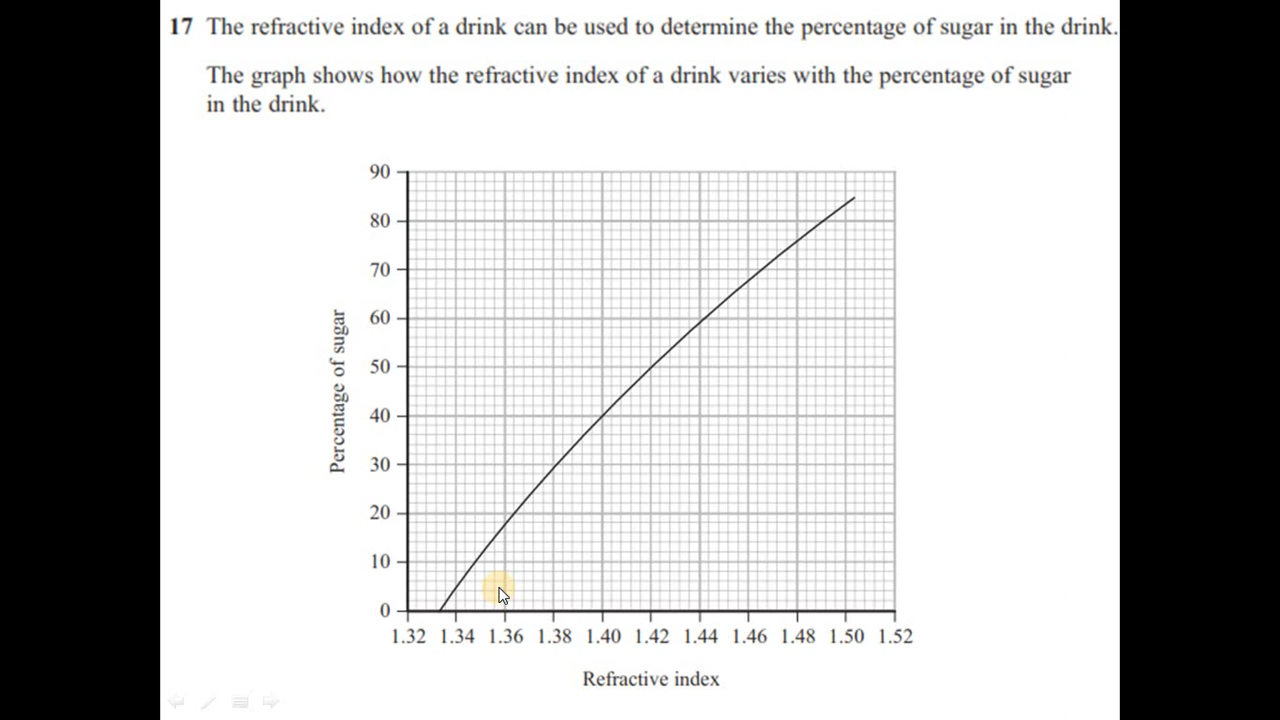 17 The refractive index of a drink can be used to determine the percentage of sugar in the drink.
The graph shows how the refractive index of a drink varies with the percentage of sugar
in the drink.
90
80
70
60
50
40
30
20
10
0
Percentage of sugar
1.32 1.34 1.36 1.38 1.40 1.42 1.44 1.46 1.48 1.50 1.52
Refractive index